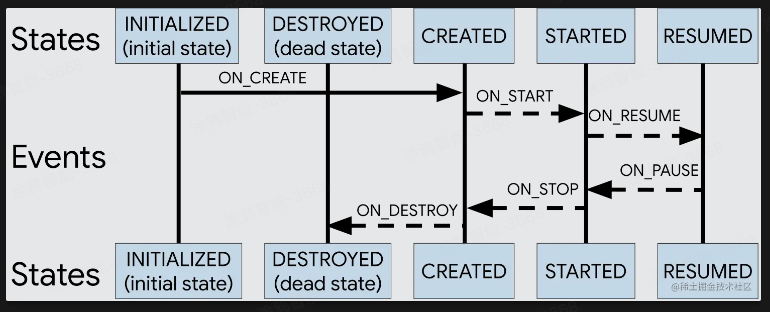 States
INITIALIZED
(initial state)
DESTROYED
(dead state)
CREATED
STARTED
RESUMED
ON_CREATE
ON_START
ON_RESUME
Events
ON_PAUSE
ON_STOP
ON_DESTROY
States
INITIALIZED
(initial state)
DESTROYED
(dead state)
CREATED
STARTED
RESUMED
@稀土掘金技术社区